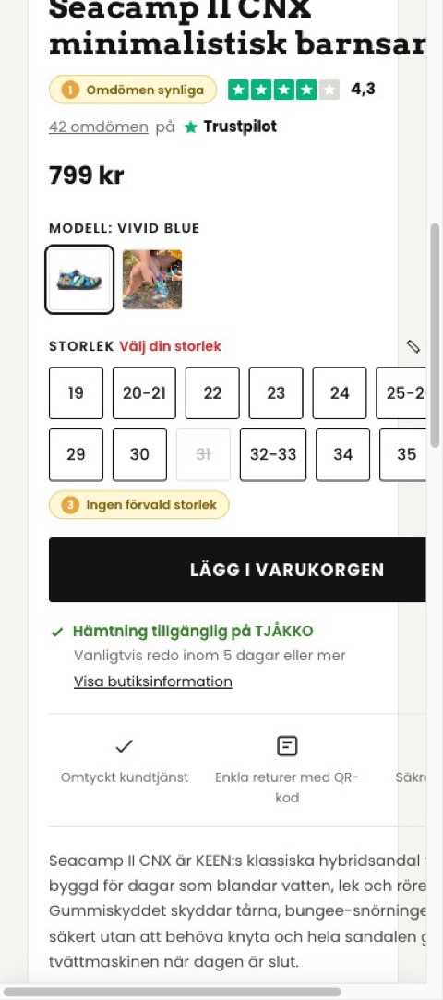 Seacamp II CNX
minimalistisk barnsar
1 Omdömen synliga 4,3
42 omdömen på Trustpilot
799 kr
MODELL: VIVID BLUE
STORLEK Välj din storlek
19 20-21 22 23 24 25-2
29 30 31 32-33 34 35
3 Ingen förvald storlek
LÄGG I VARUKORGEN
Hämtning tillgänglig på TJÅKKO
Vanligtvis redo inom 5 dagar eller mer
Visa butiksinformation
Omtyckt kundtjänst Enkla returer med QR- Säkr
kod
Seacamp II CNX är KEEN:s klassiska hybridsandal
byggd för dagar som blandar vatten, lek och röre
Gummiskyddet skyddar tårna, bungee-snörninge
säkert utan att behöva knyta och hela sandalen g
tvättmaskinen när dagen är slut.